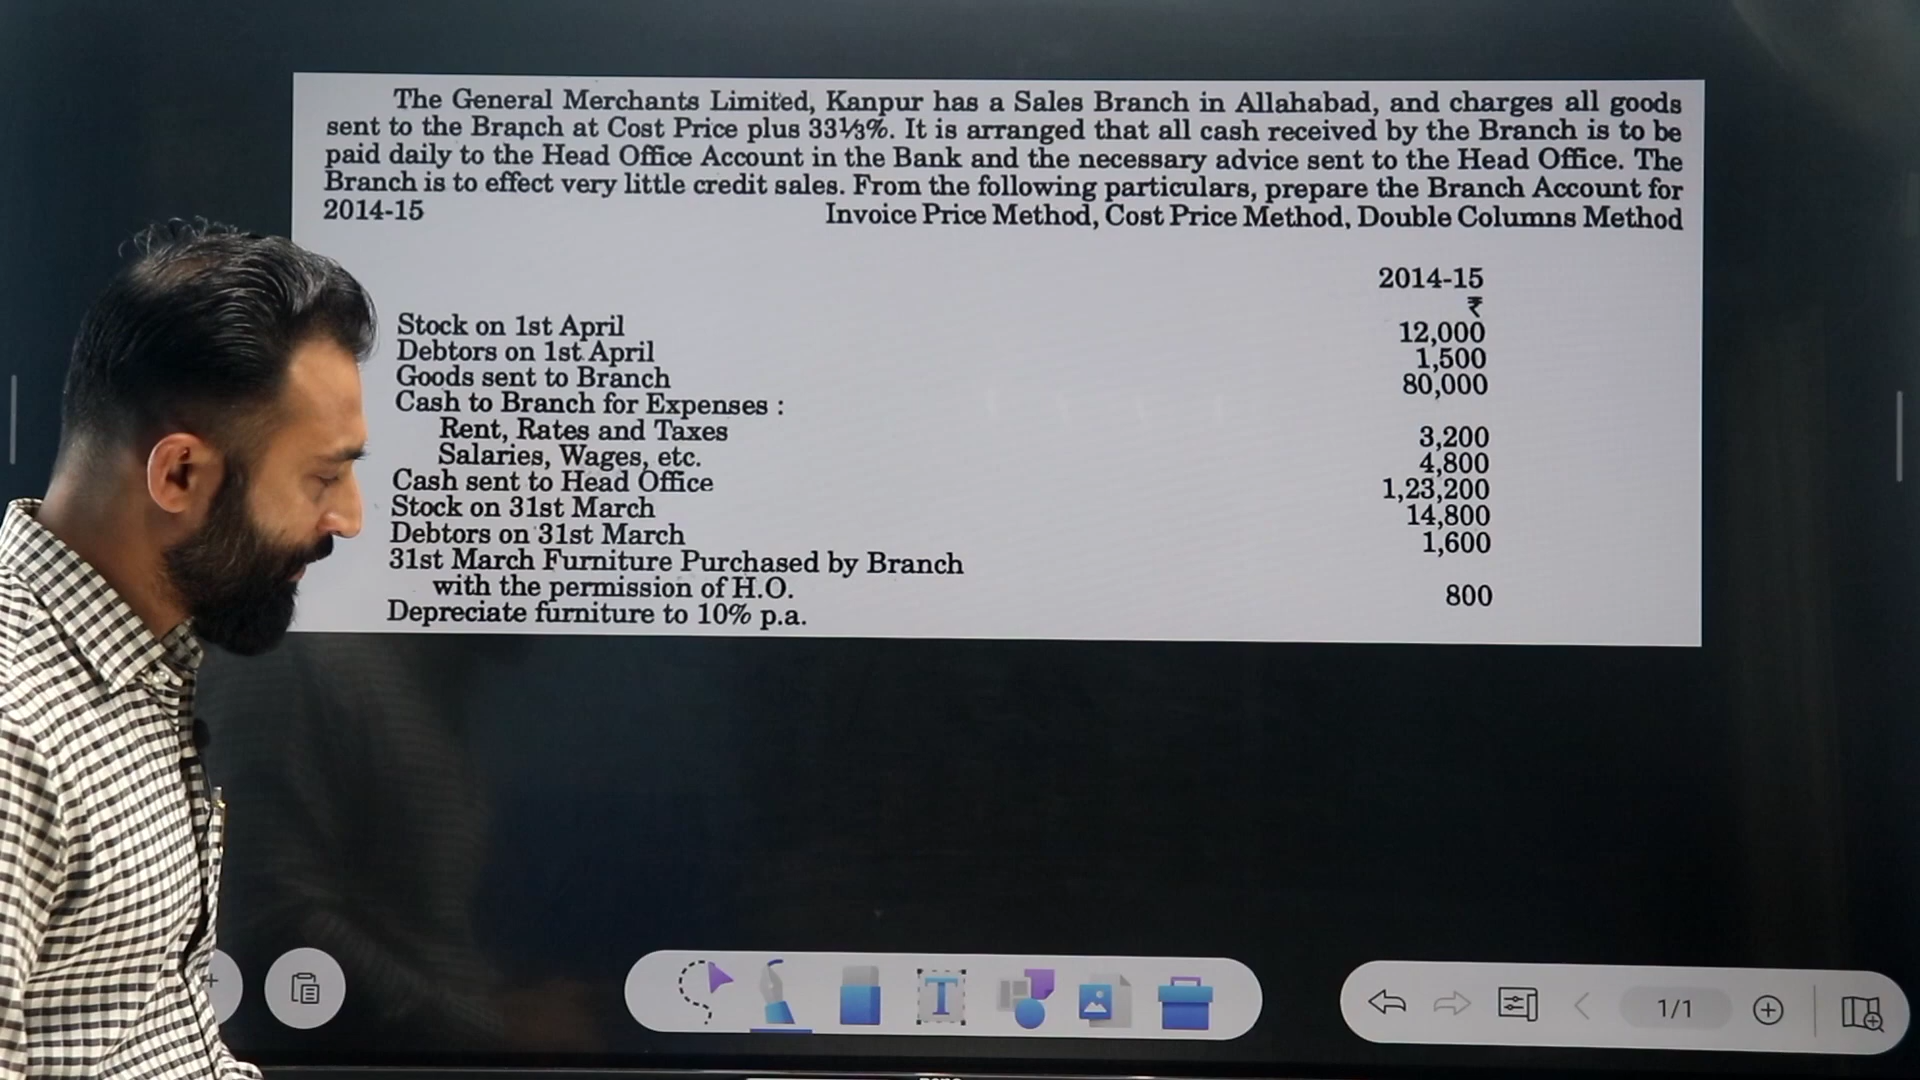 The General Merchants Limited, Kanpur has a Sales Branch in Allahabad, and charges all goods
sent to the Branch at Cost Price plus 33⅓%. It is arranged that all cash received by the Branch is to be
paid daily to the Head Office Account in the Bank and the necessary advice sent to the Head Office. The
Branch is to effect very little credit sales. From the following particulars, prepare the Branch Account for
2014-15 Invoice Price Method, Cost Price Method, Double Columns Method
2014-15
₹
Stock on 1st April 12,000
Debtors on 1st April 1,500
Goods sent to Branch 80,000
Cash to Branch for Expenses :
Rent, Rates and Taxes 3,200
Salaries, Wages, etc. 4,800
Cash sent to Head Office 1,23,200
Stock on 31st March 14,800
Debtors on 31st March 1,600
31st March Furniture Purchased by Branch
with the permission of H.O. 800
Depreciate furniture to 10% p.a.
T
1/1